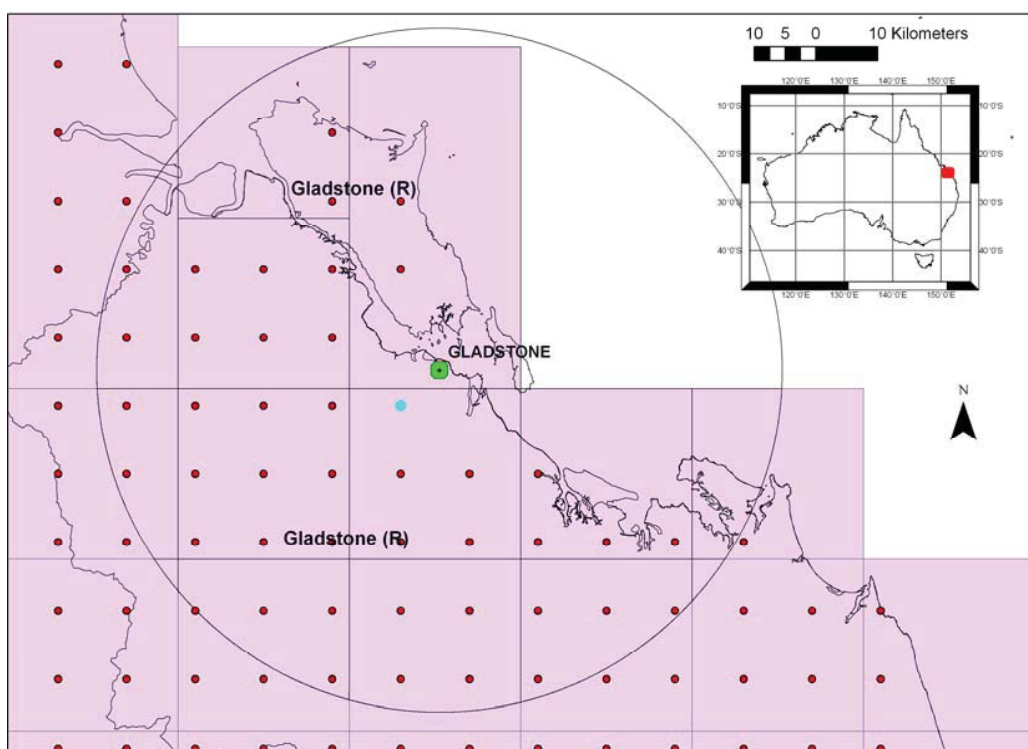 10 5 0 10 Kilometers
120°0'E 130°0'E 140°0'E 150°0'E
10°0'S 10°0'S
20°0'S 20°0'S
30°0'S 30°0'S
40°0'S 40°0'S
120°0'E 130°0'E 140°0'E 150°0'E
Gladstone (R)
GLADSTONE
N
Gladstone (R)